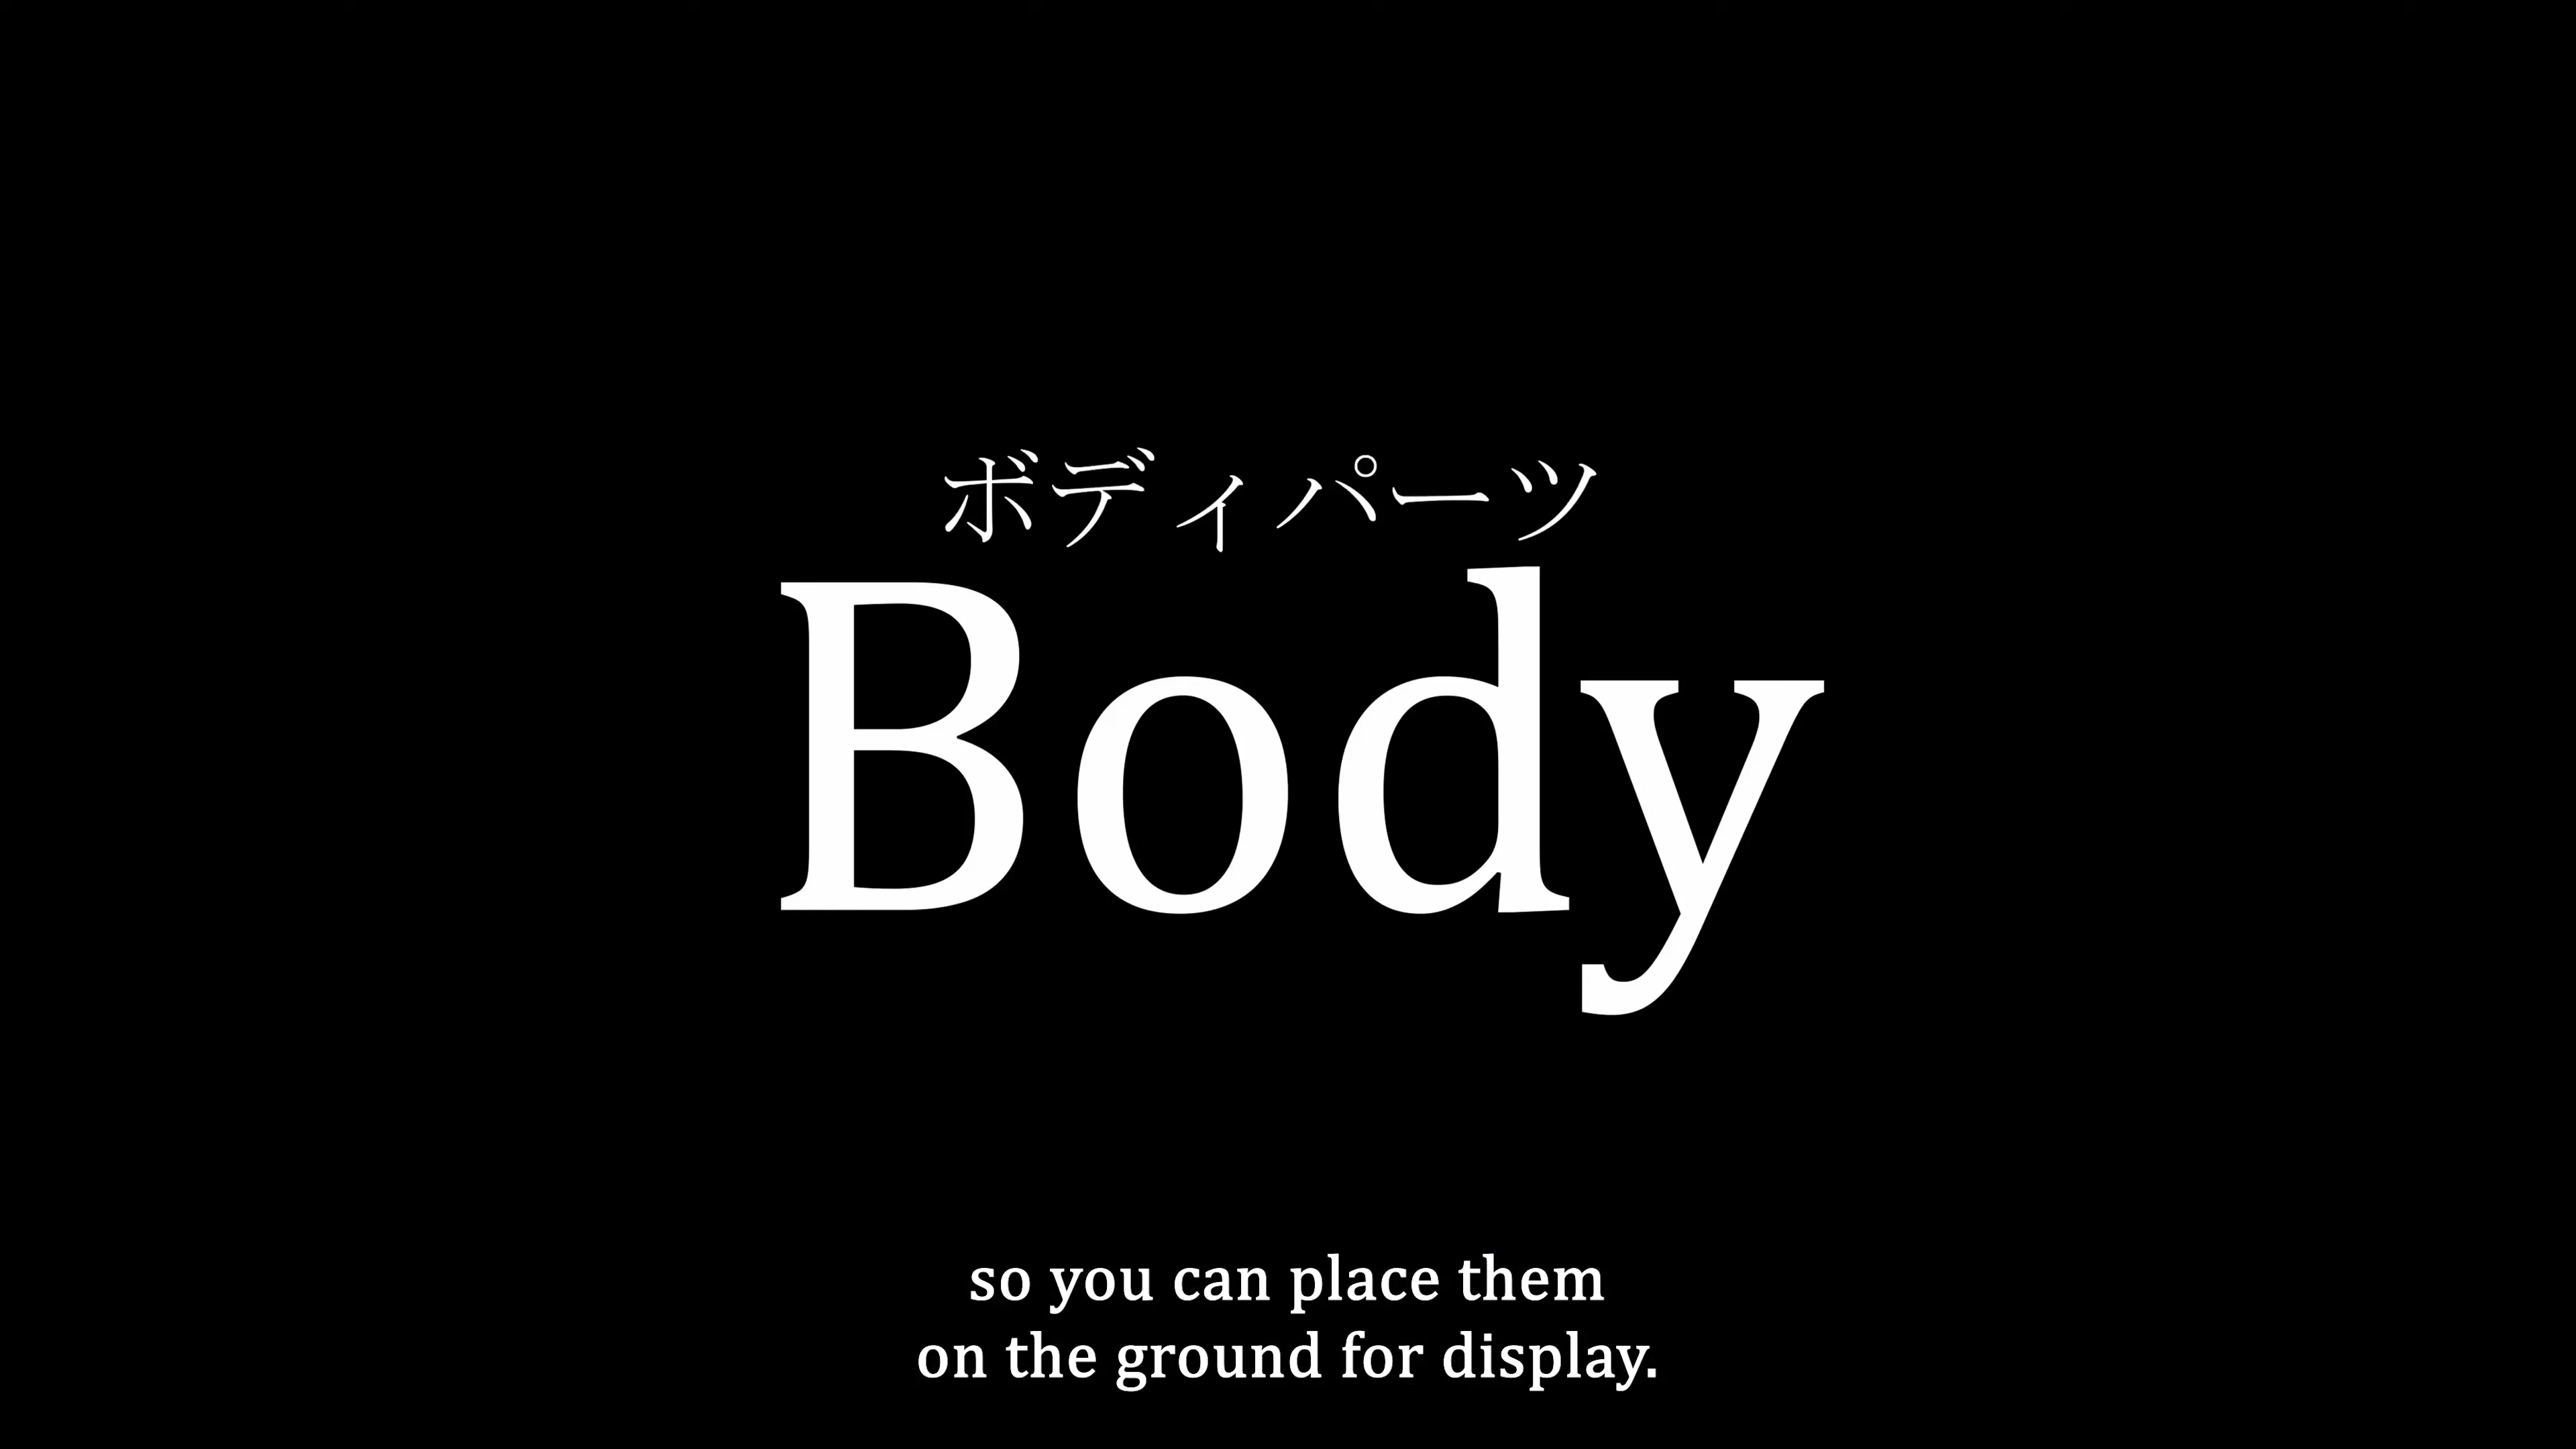 ボディパーツ
Body
so you can place them
on the ground for display.